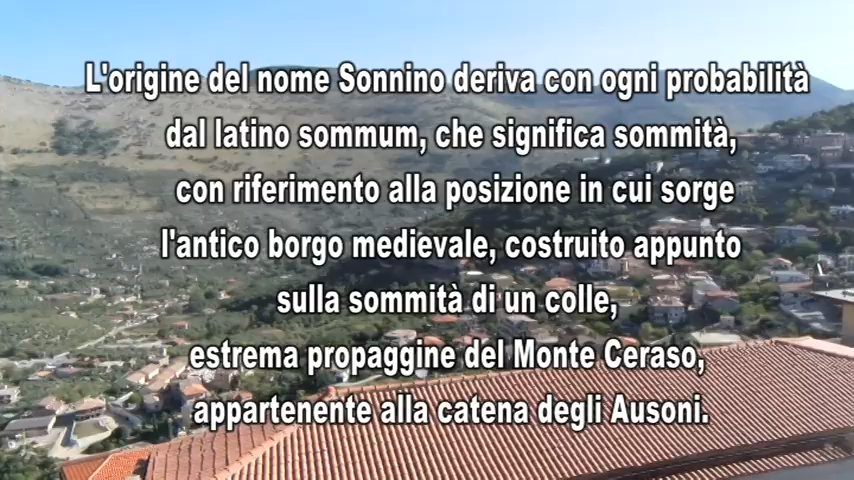 L'origine del nome Sonnino deriva con ogni probabilità
dal latino sommum, che significa sommità,
con riferimento alla posizione in cui sorge
l'antico borgo medievale, costruito appunto
sulla sommità di un colle,
estrema propaggine del Monte Ceraso,
appartenente alla catena degli Ausoni.